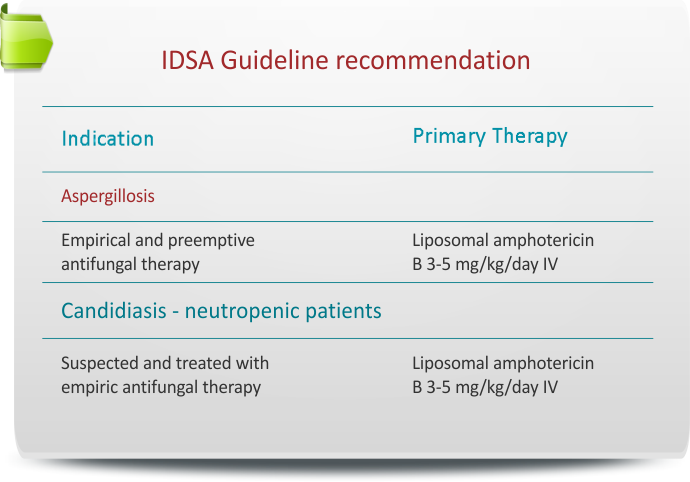 IDSA Guideline recommendation
Indication
Primary Therapy
Aspergillosis
Empirical and preemptive
antifungal therapy
Liposomal amphotericin
B 3-5 mg/kg/day IV
Candidiasis - neutropenic patients
Suspected and treated with
empiric antifungal therapy
Liposomal amphotericin
B 3-5 mg/kg/day IV